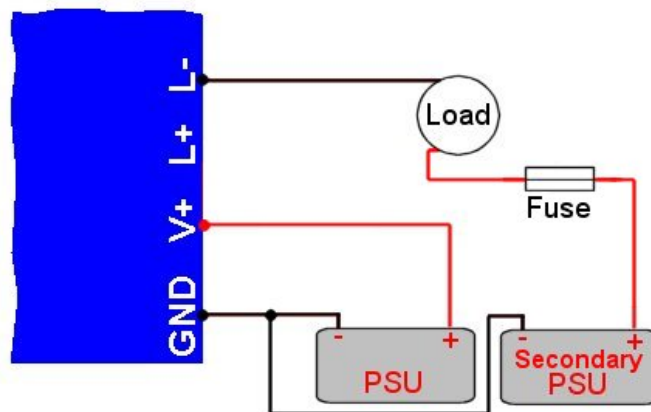 L-
L+
V+
GND
Load
Fuse
- +
PSU
- +
Secondary
PSU